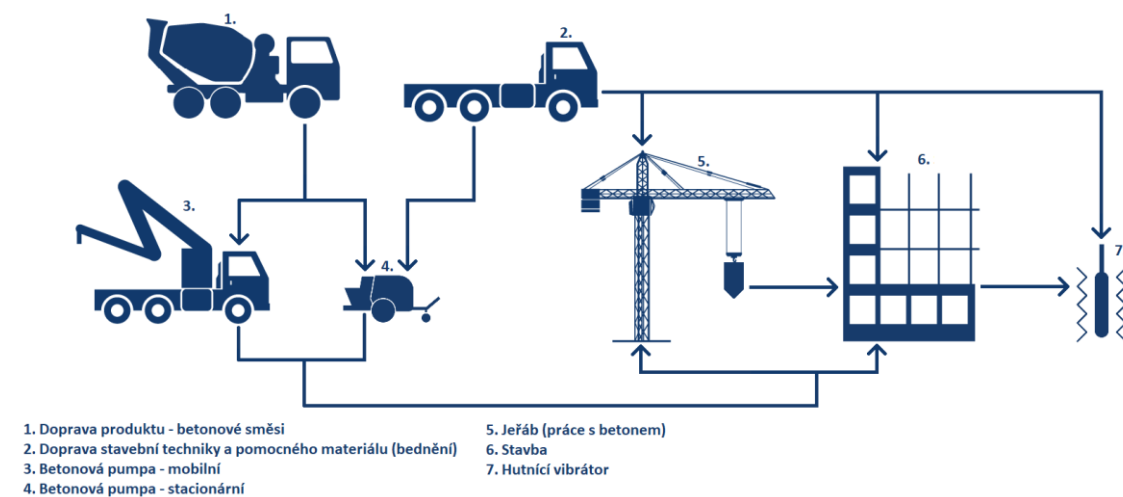 1.
2.
3.
4.
5.
6.
7.
1. Doprava produktu - betonové směsi
2. Doprava stavební techniky a pomocného materiálu (bednění)
3. Betonová pumpa - mobilní
4. Betonová pumpa - stacionární
5. Jeřáb (práce s betonem)
6. Stavba
7. Hutnící vibrátor